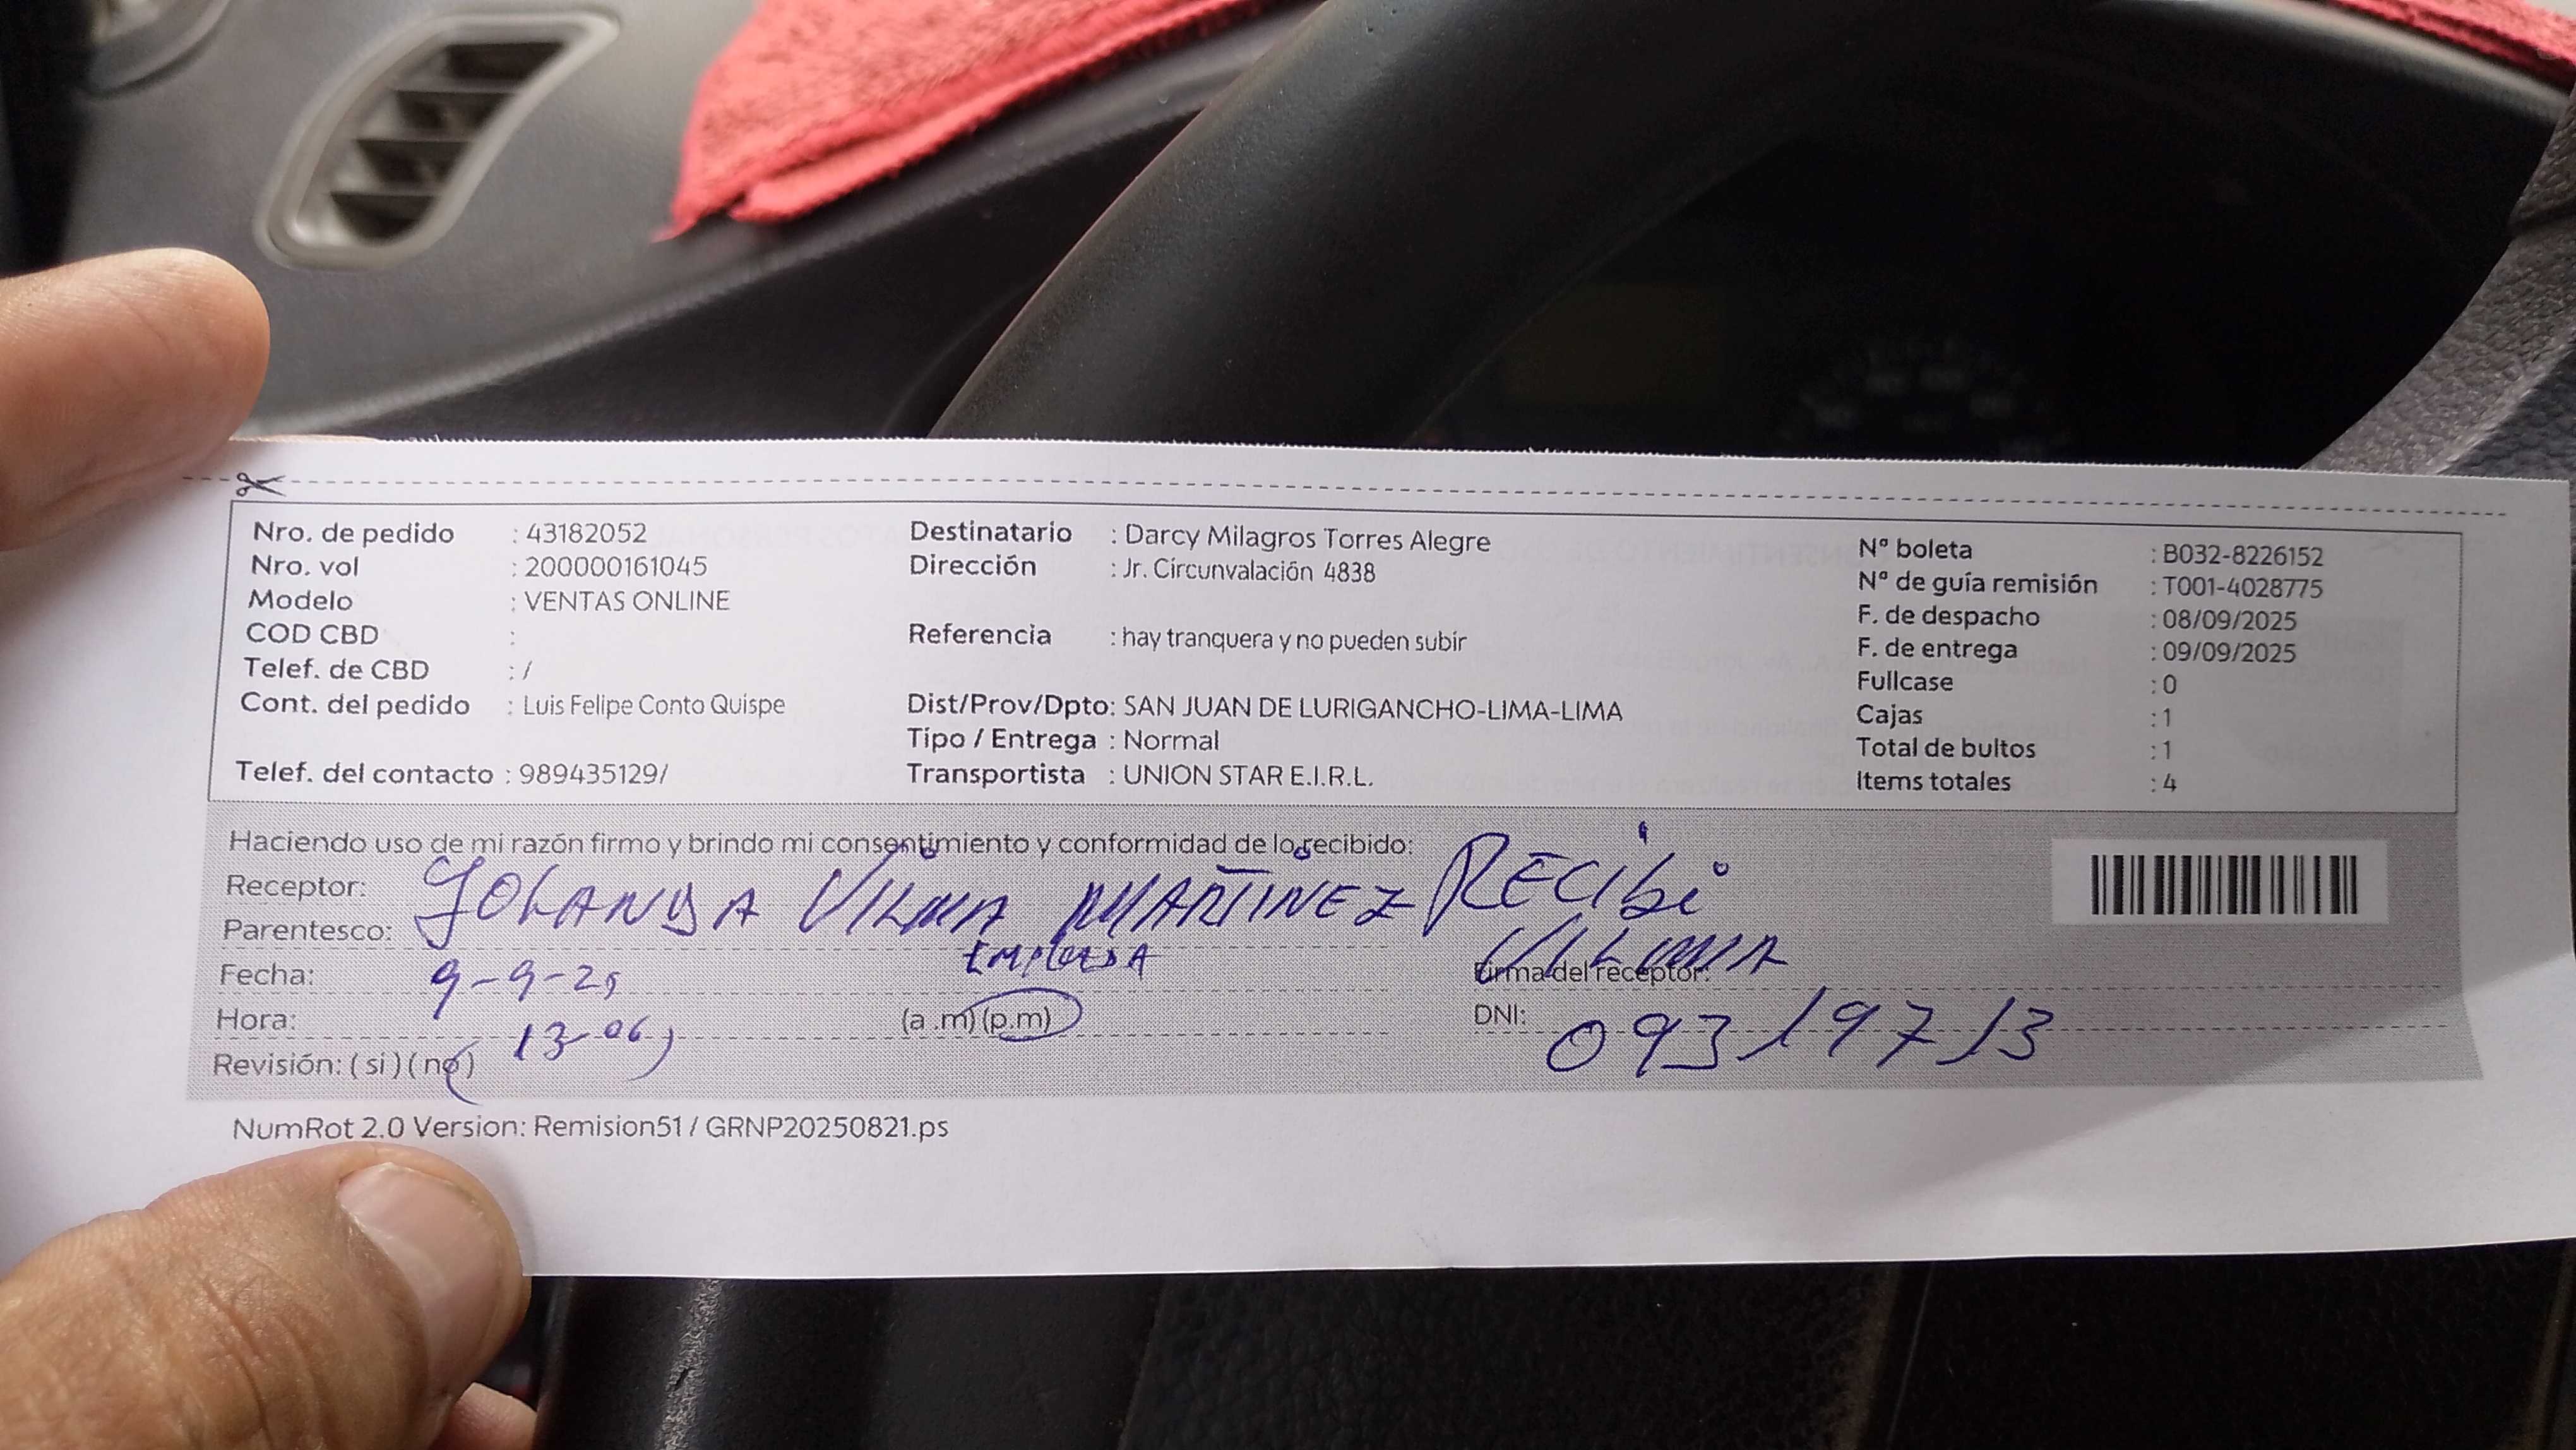 Nro. de pedido : 43182052
Nro. vol : 200000161045
Modelo : VENTAS ONLINE
COD CBD :
Telef. de CBD : /
Cont. del pedido : Luis Felipe Conto Quispe
Telef. del contacto : 989435129/
Destinatario : Darcy Milagros Torres Alegre
Dirección : Jr. Circunvalación 4838
Referencia : hay tranquera y no pueden subir
Dist/Prov/Dpto: SAN JUAN DE LURIGANCHO-LIMA-LIMA
Tipo / Entrega : Normal
Transportista : UNION STAR E.I.R.L.
Nº boleta : B032-8226152
Nº de guía remisión : T001-4028775
F. de despacho : 08/09/2025
F. de entrega : 09/09/2025
Fullcase : 0
Cajas : 1
Total de bultos : 1
Items totales : 4
Haciendo uso de mi razón firmo y brindo mi consentimiento y conformidad de lo recibido:
Receptor: YOLANDA VILMA MARTINEZ RECIBI
Parentesco:
VILMA
Fecha: 9-9-25
Firma del receptor:
Hora: 13-06 (a .m) (p.m)
DNI: 09319713
Revisión: ( si ) ( no )
NumRot 2.0 Version: Remision51 / GRNP20250821.ps